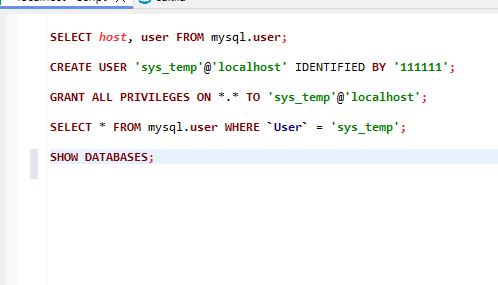 SELECT host, user FROM mysql.user;
CREATE USER 'sys_temp'@'localhost' IDENTIFIED BY '111111';
GRANT ALL PRIVILEGES ON *.* TO 'sys_temp'@'localhost';
SELECT * FROM mysql.user WHERE `User` = 'sys_temp';
SHOW DATABASES;